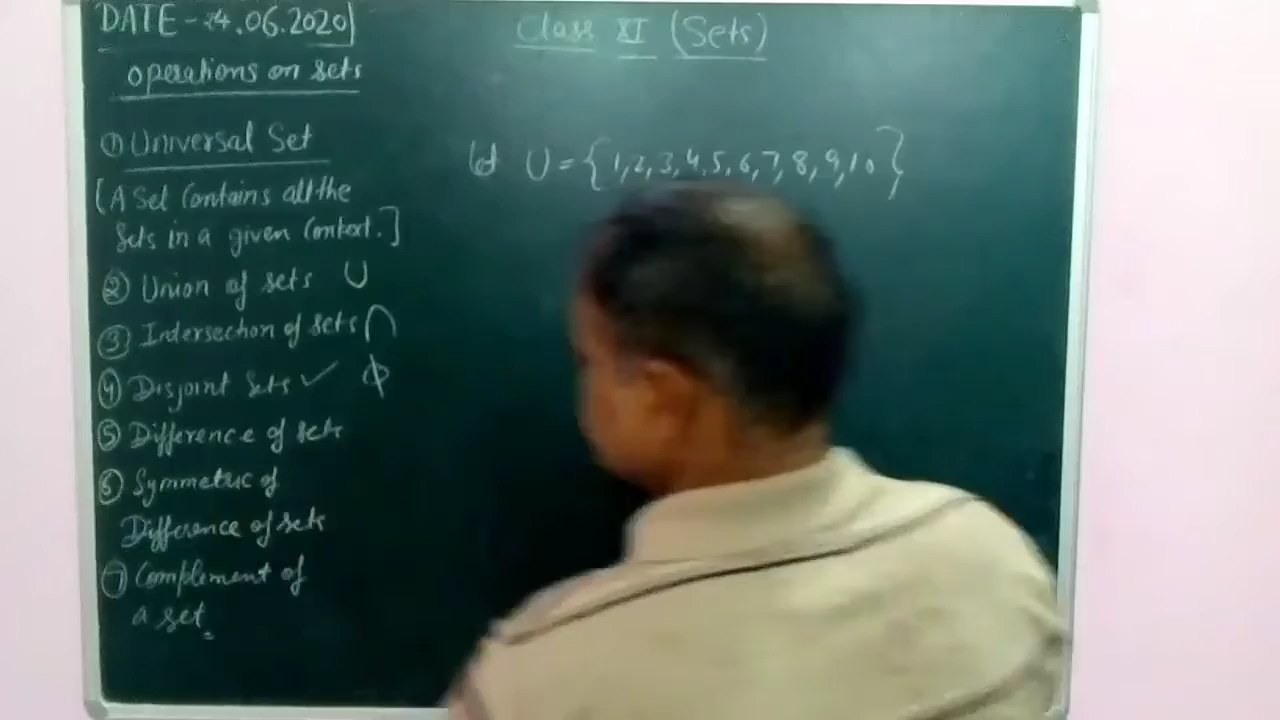 DATE - 24.06.2020
Class XI (Sets)
operations on sets
① Universal Set
[A Set Contains all the
Sets in a given Context.]
② Union of sets ∪
③ Intersection of sets ∩
④ Disjoint Sets ✓ ϕ
⑤ Difference of sets
⑥ Symmetric of
Difference of sets
⑦ Complement of
a set.
Let U = {1,2,3,4,5,6,7,8,9,10}